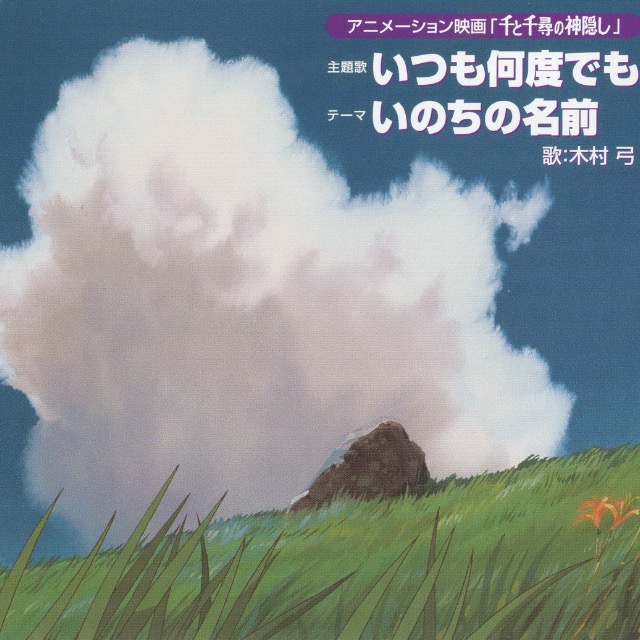 アニメーション映画「千と千尋の神隠し」
主題歌 いつも何度でも
テーマ いのちの名前
歌:木村 弓